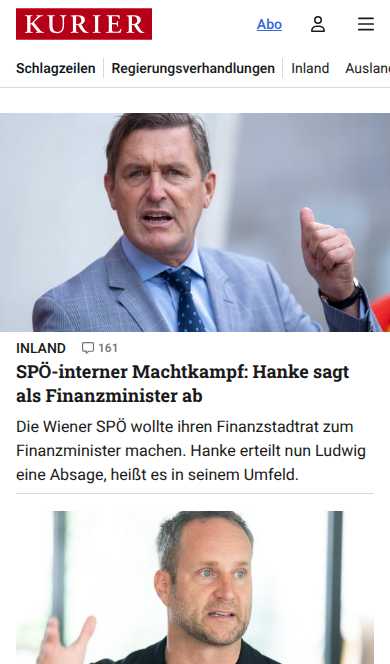 KURIER
Abo
Schlagzeilen
Regierungsverhandlungen
Inland
Auslan
INLAND
161
SPÖ-interner Machtkampf: Hanke sagt
als Finanzminister ab
Die Wiener SPÖ wollte ihren Finanzstadtrat zum
Finanzminister machen. Hanke erteilt nun Ludwig
eine Absage, heißt es in seinem Umfeld.